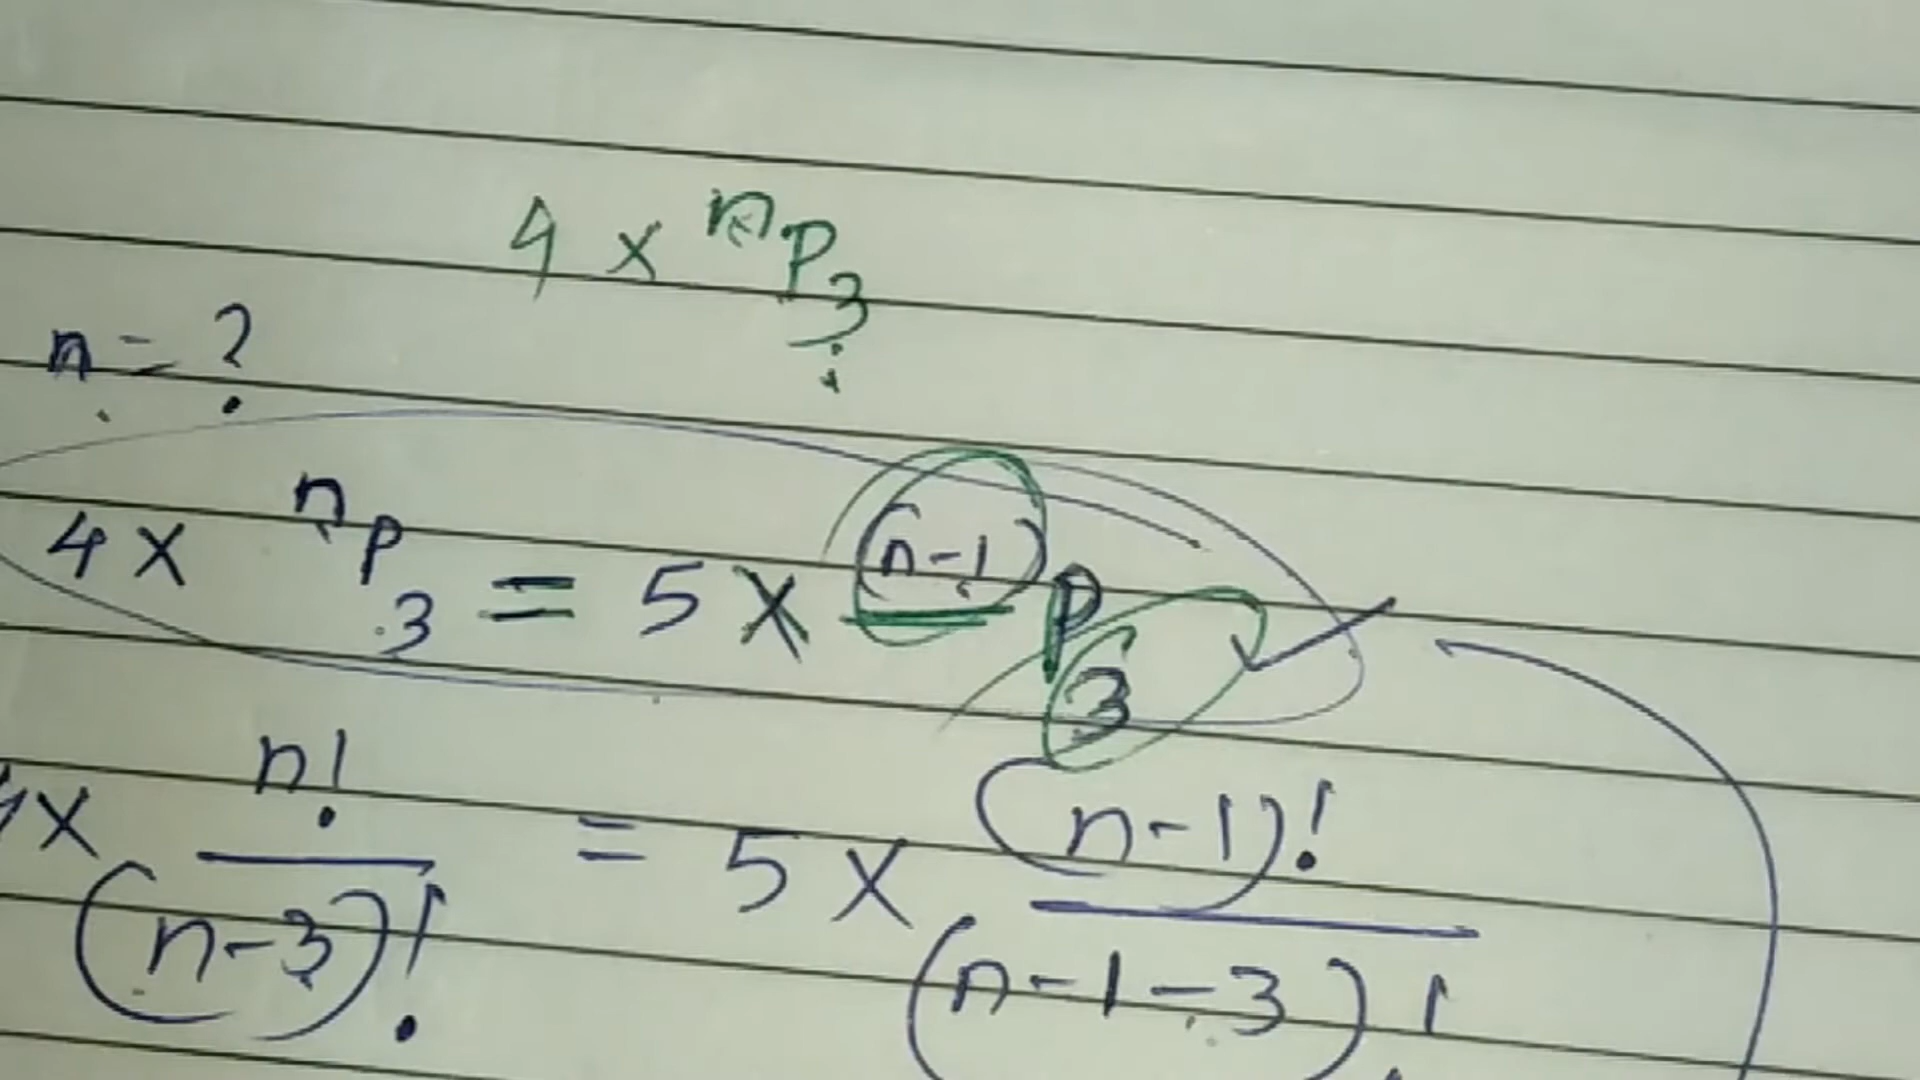 4 × ⁿP₃
n = ?
4 × ⁿP₃ = 5 × ⁽ⁿ⁻¹⁾P₃
4× n! / (n-3)! = 5 × (n-1)! / (n-1-3)!